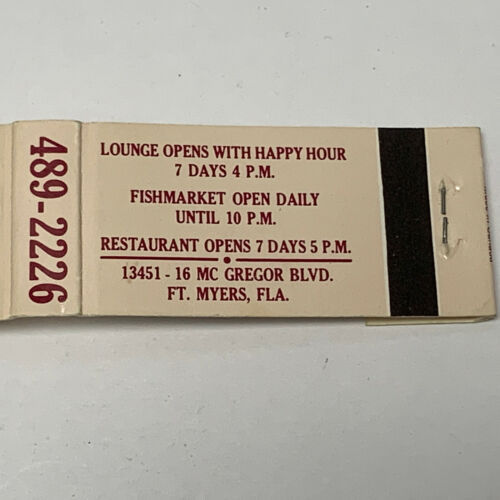 LOUNGE OPENS WITH HAPPY HOUR
7 DAYS 4 P.M.
FISHMARKET OPEN DAILY
UNTIL 10 P.M.
RESTAURANT OPENS 7 DAYS 5 P.M.
13451 - 16 MC GREGOR BLVD.
FT. MYERS, FLA.
489-2226